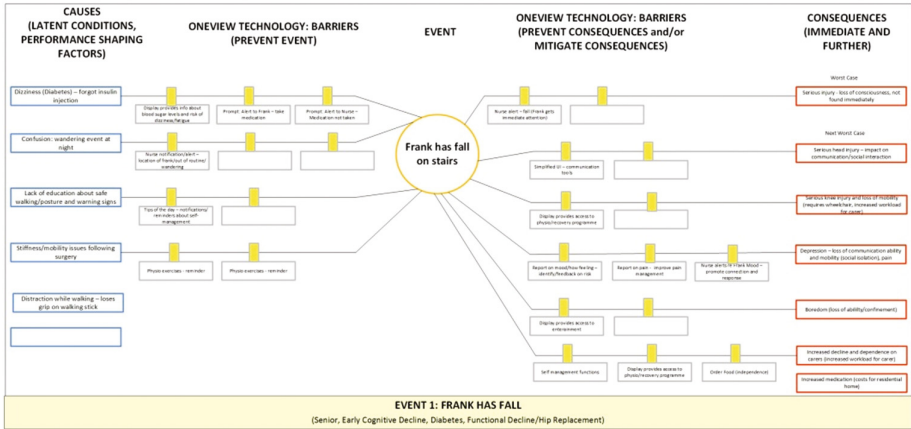 CAUSES
(LATENT CONDITIONS,
PERFORMANCE SHAPING
FACTORS)
ONEVIEW TECHNOLOGY: BARRIERS
(PREVENT EVENT)
EVENT
ONEVIEW TECHNOLOGY: BARRIERS
(PREVENT CONSEQUENCES and/or
MITIGATE CONSEQUENCES)
CONSEQUENCES
(IMMEDIATE AND
FURTHER)
Dizziness (Diabetes) – forgot insulin
injection
Display provides info about
blood sugar levels and risk of
dizziness/fatigue
Prompt: Alert to Frank – take
medication
Prompt: Alert to Nurse –
Medication not taken
Confusion: wandering event at
night
Nurse notification/alert –
location of frank/out of routine/
wandering
Lack of education about safe
walking/posture and warning signs
Tips of the day – notifications/
reminders about self-
management
Stiffness/mobility issues following
surgery
Physio exercises - reminder
Physio exercises - reminder
Distraction while walking – loses
grip on walking stick
Frank has fall
on stairs
Nurse alert – fall (Frank gets
immediate attention)
Worst Case
Serious injury - loss of consciousness, not
found immediately
Simplified UI – communication
tools
Next Worst Case
Serious head injury – impact on
communication/social interaction
Display provides access to
physio/recovery programme
Serious knee injury and loss of mobility
(requires wheelchair, increased workload
for carer)
Report on mood/how feeling –
identify/feedback on risk
Report on pain - improve pain
management
Nurse alerts re Frank Mood –
promote connection and
response
Depression – loss of communication ability
and mobility (social isolation), pain
Display provides access to
entertainment
Boredom (loss of ability/confinement)
Self management functions
Display provides access to
physio/recovery programme
Order Food (independence)
Increased decline and dependence on
carers (increased workload for carer)
Increased medication (costs for residential
home)
EVENT 1: FRANK HAS FALL
(Senior, Early Cognitive Decline, Diabetes, Functional Decline/Hip Replacement)